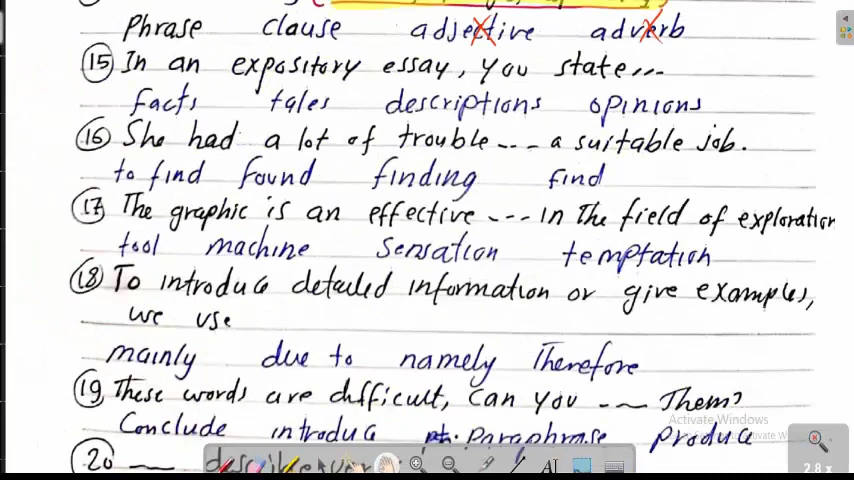 phrase clause adjective adverb
15 In an expository essay, you state...
facts tales descriptions opinions
16 She had a lot of trouble --- a suitable job.
to find found finding find
17 The graphic is an effective --- in the field of exploration
tool machine sensation temptation
18 To introduce detailed information or give examples,
we use
mainly due to namely Therefore
19 These words are difficult, Can you --- Them?
Conclude introduce Paraphrase produce
Activate Windows
20 --- describe
2.8 x